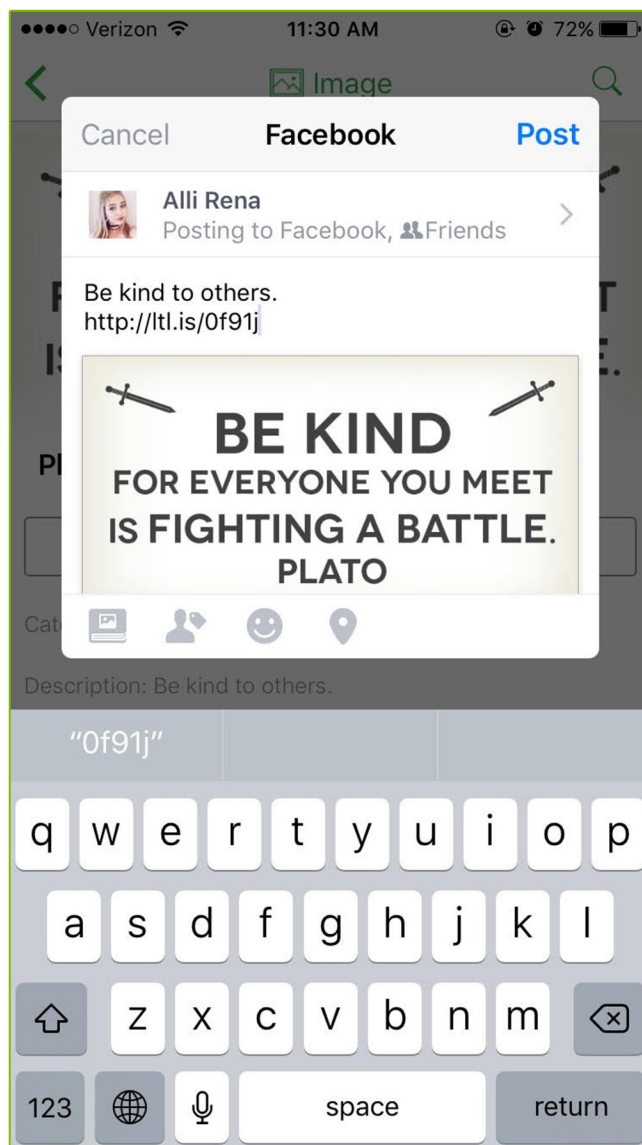 Verizon 11:30 AM 72%
Image
Cancel Facebook Post
Alli Rena
Posting to Facebook, Friends
Be kind to others.
http://ltl.is/0f91j
BE KIND
FOR EVERYONE YOU MEET
IS FIGHTING A BATTLE.
PLATO
Description: Be kind to others.
“0f91j”
q w e r t y u i o p
a s d f g h j k l
z x c v b n m
123 space return